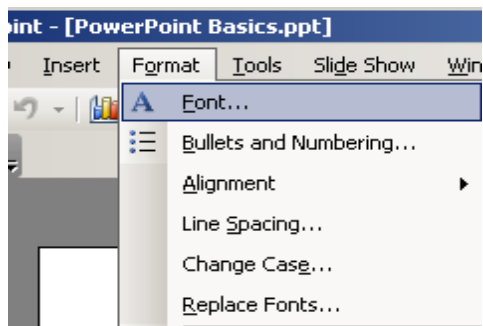 oint - [PowerPoint Basics.ppt]
Insert Format Tools Slide Show Win
A Font...
Bullets and Numbering...
Alignment
Line Spacing...
Change Case...
Replace Fonts...